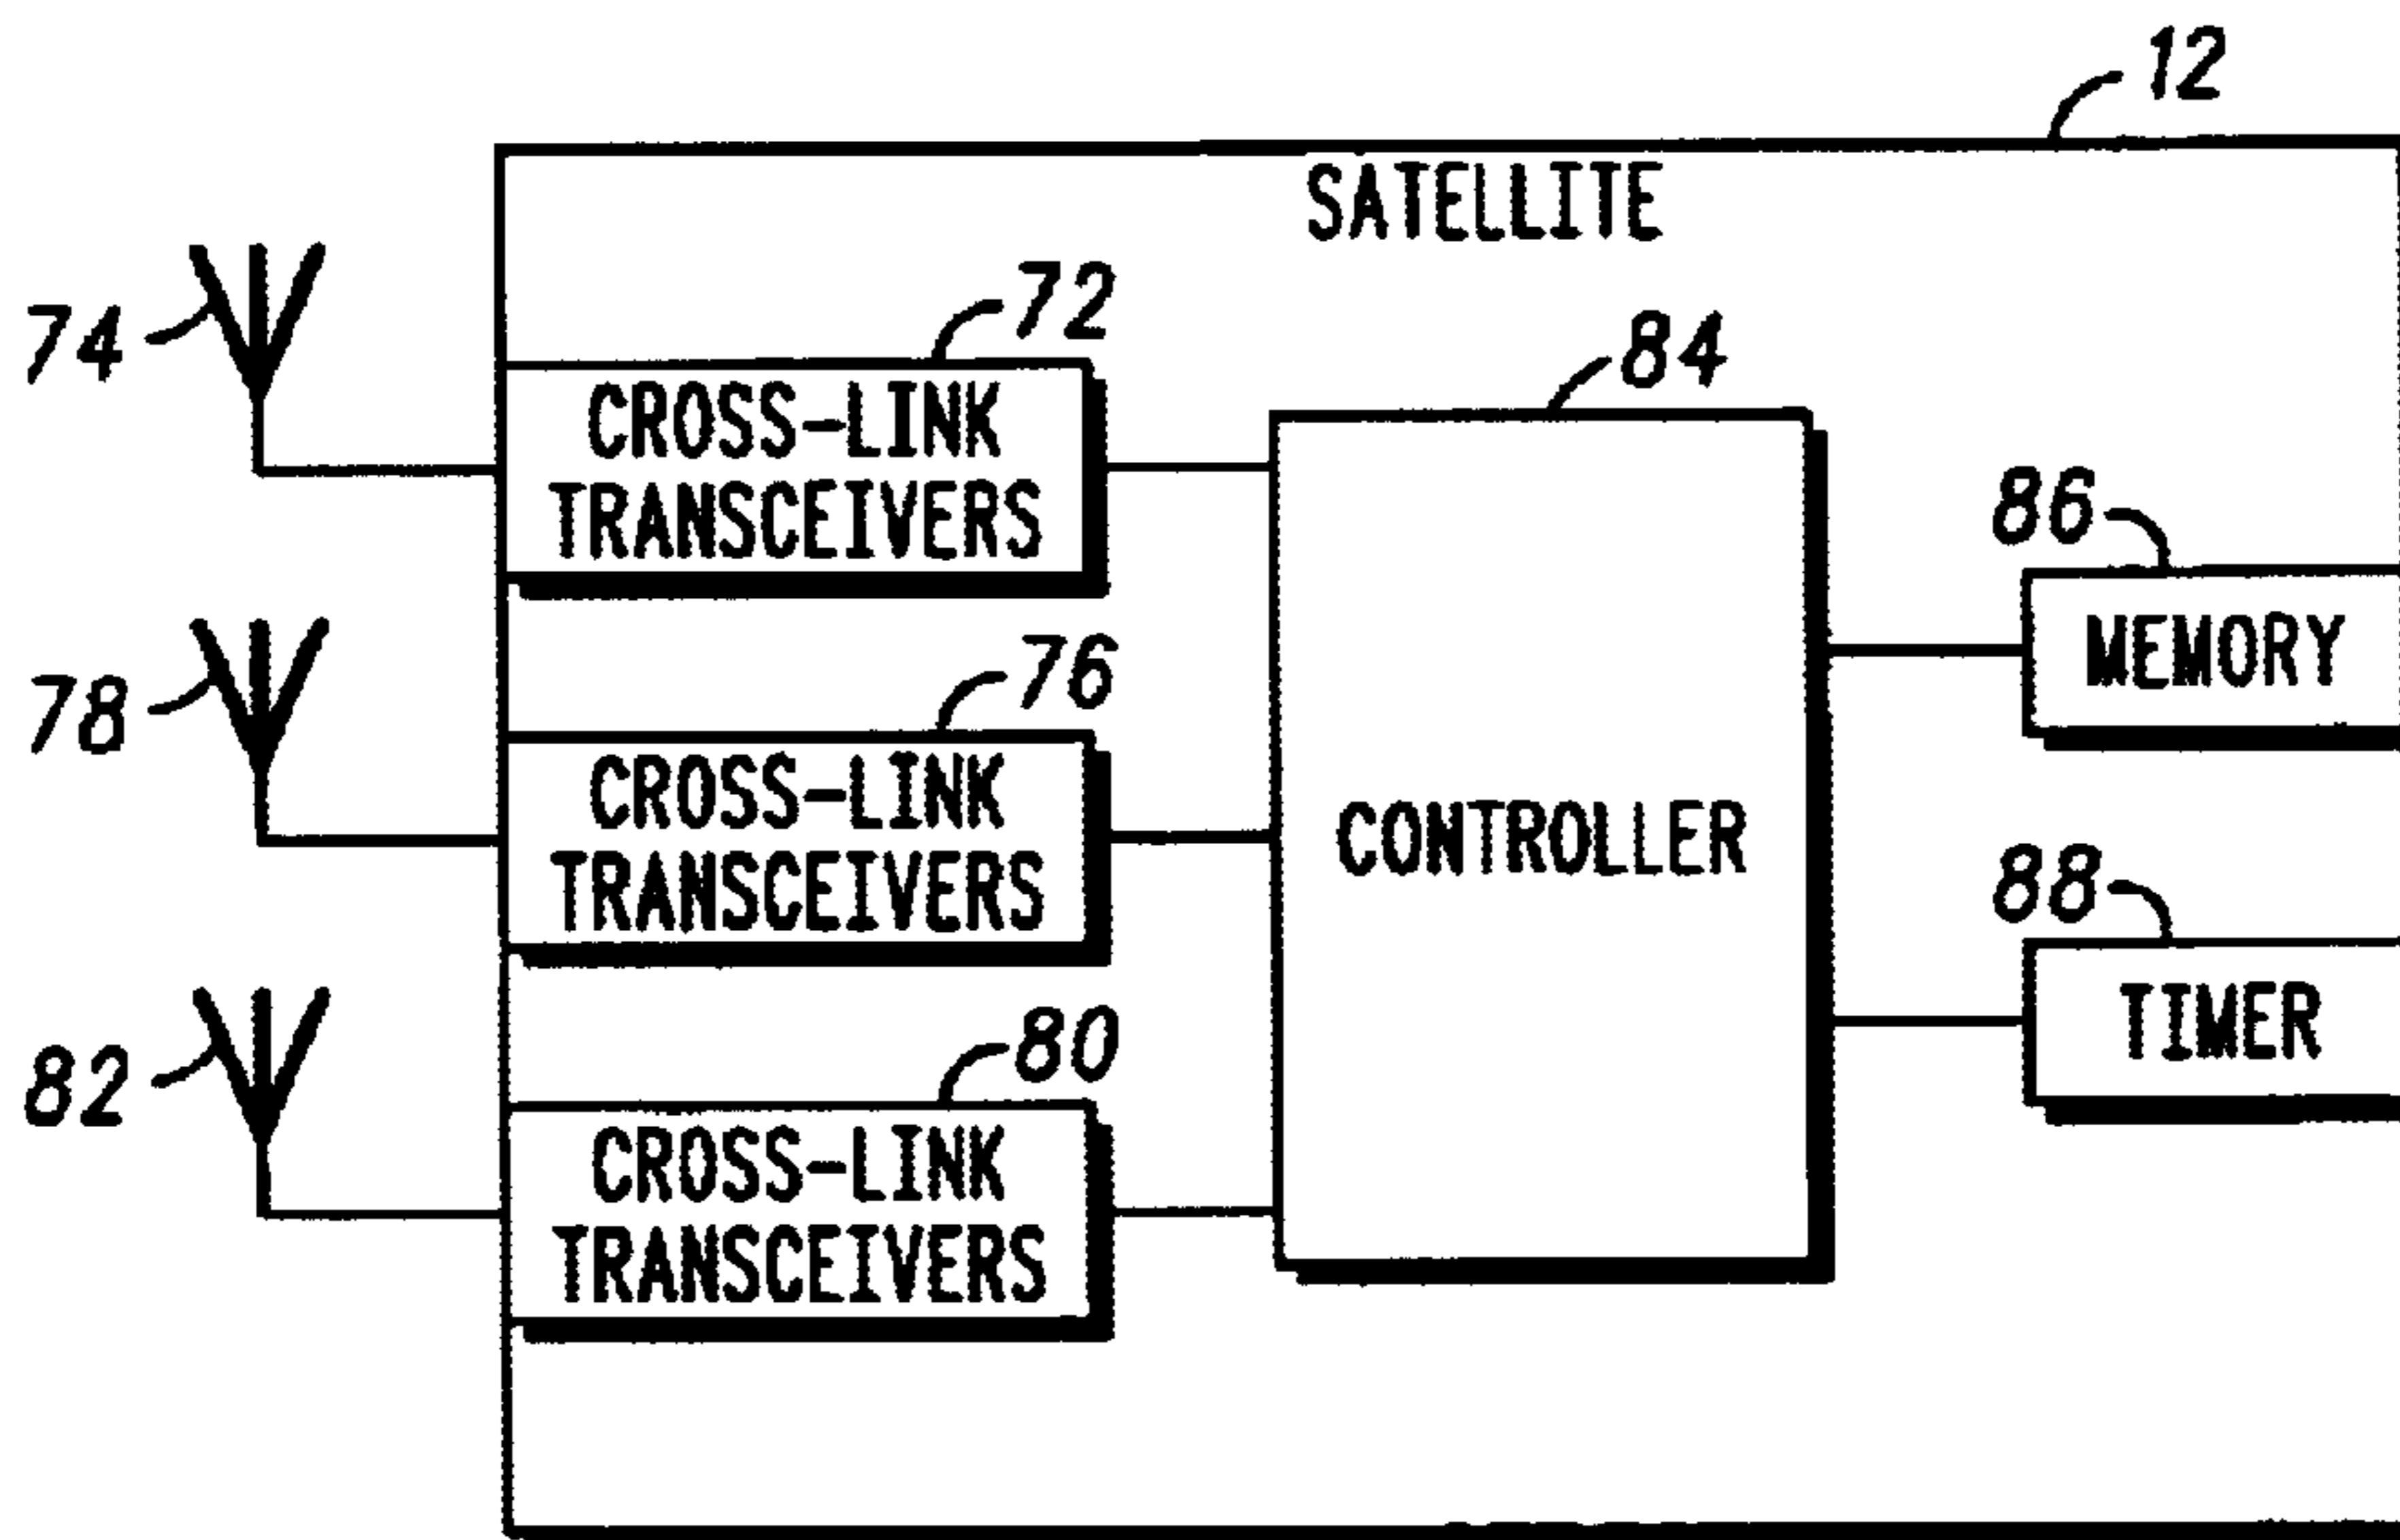 12
SATELLITE
74
72
CROSS-LINK
TRANSCEIVERS
84
86
MEMORY
78
76
CROSS-LINK
TRANSCEIVERS
CONTROLLER
88
TIMER
82
80
CROSS-LINK
TRANSCEIVERS